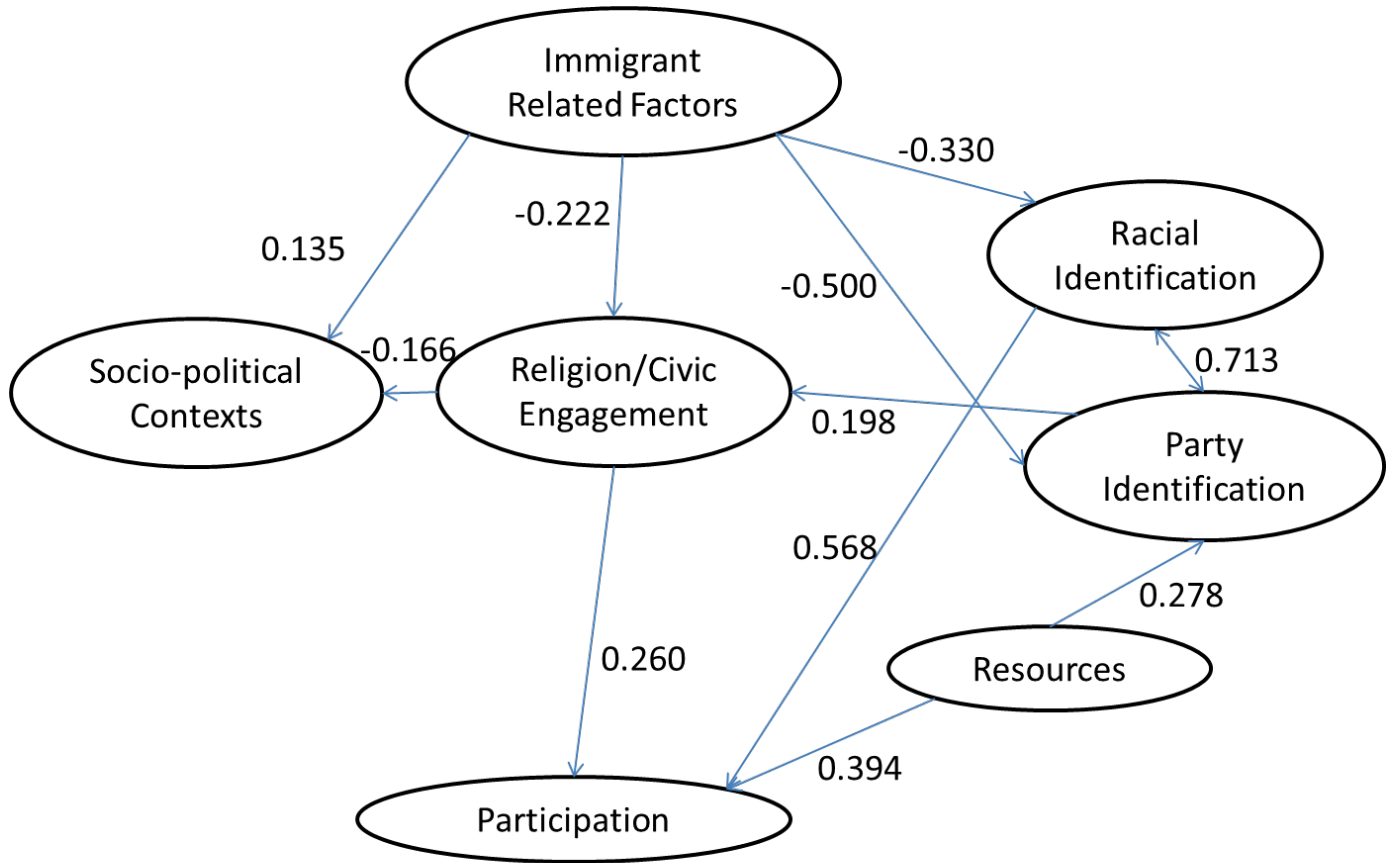 Immigrant
Related Factors
-0.330
-0.222
Racial
Identification
0.135
-0.500
-0.166
0.713
Socio-political
Contexts
Religion/Civic
Engagement
0.198
Party
Identification
0.568
0.278
0.260
Resources
0.394
Participation